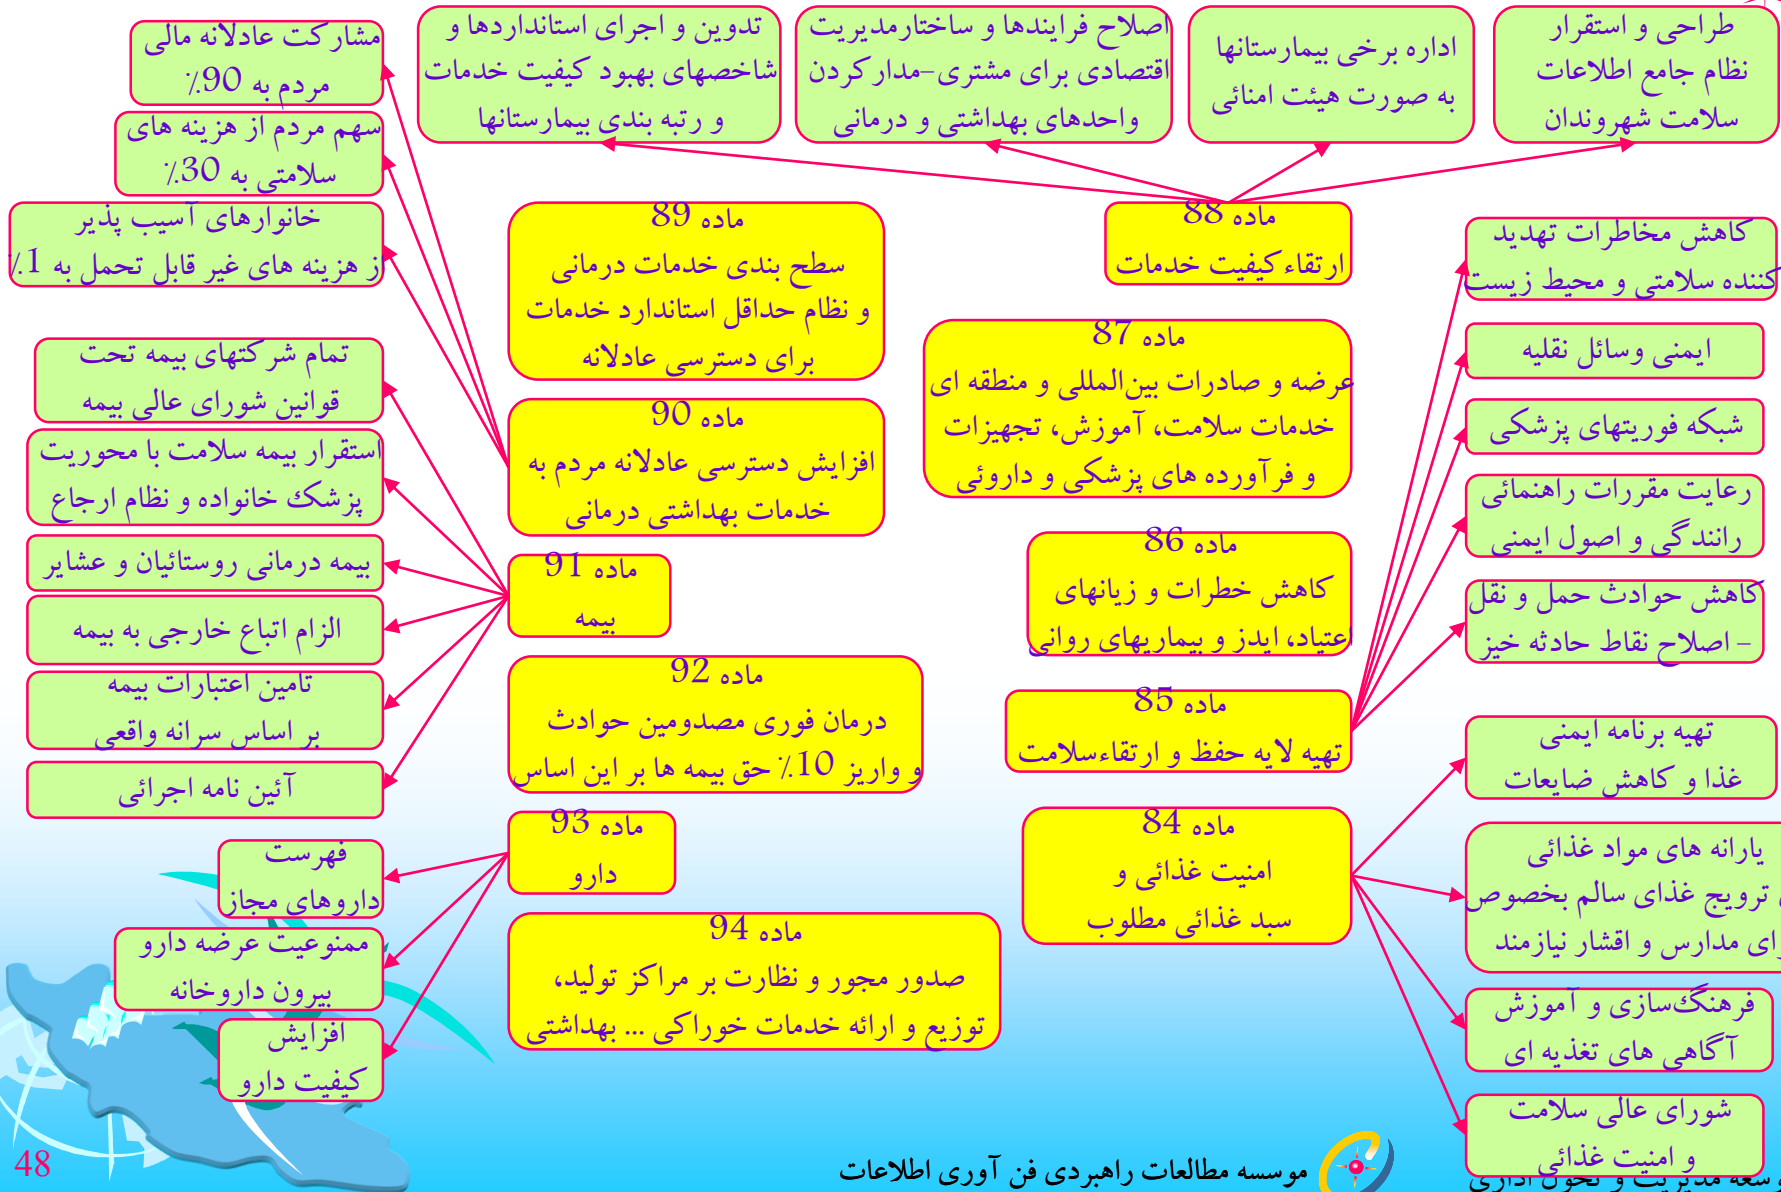 طراحی و استقرار
نظام جامع اطلاعات
سلامت شهروندان
اداره برخی بیمارستانها
به صورت هیئت امنائی
اصلاح فرایندها و ساختارمدیریت
اقتصادی برای مشتری-مدارکردن
واحدهای بهداشتی و درمانی
تدوین و اجرای استانداردها و
شاخصهای بهبود کیفیت خدمات
و رتبه بندی بیمارستانها
مشارکت عادلانه مالی
مردم به 90٪
سهم مردم از هزینه های
سلامتی به 30٪
خانوارهای آسیب پذیر
از هزینه های غیر قابل تحمل به 1٪
ماده 88
ارتقاءکیفیت خدمات
ماده 89
سطح بندی خدمات درمانی
و نظام حداقل استاندارد خدمات
برای دسترسی عادلانه
کاهش مخاطرات تهدید
کننده سلامتی و محیط زیست
ایمنی وسائل نقلیه
شبکه فوریتهای پزشکی
رعایت مقررات راهنمائی
رانندگی و اصول ایمنی
کاهش حوادث حمل و نقل
- اصلاح نقاط حادثه خیز
ماده 87
عرضه و صادرات بین‌المللی و منطقه ای
خدمات سلامت، آموزش، تجهیزات
و فرآورده های پزشکی و داروئی
ماده 90
افزایش دسترسی عادلانه مردم به
خدمات بهداشتی درمانی
تمام شرکتهای بیمه تحت
قوانین شورای عالی بیمه
استقرار بیمه سلامت با محوریت
پزشک خانواده و نظام ارجاع
بیمه درمانی روستائیان و عشایر
الزام اتباع خارجی به بیمه
تامین اعتبارات بیمه
بر اساس سرانه واقعی
آئین نامه اجرائی
ماده 86
کاهش خطرات و زیانهای
اعتیاد، ایدز و بیماریهای روانی
ماده 91
بیمه
ماده 85
تهیه لایه حفظ و ارتقاءسلامت
ماده 92
درمان فوری مصدومین حوادث
و واریز 10٪ حق بیمه ها بر این اساس
تهیه برنامه ایمنی
غذا و کاهش ضایعات
یارانه های مواد غذائی
ترویج غذای سالم بخصوص
مدارس و اقشار نیازمند
فرهنگ‌سازی و آموزش
آگاهی های تغذیه ای
شورای عالی سلامت
و امنیت غذائی
ماده 84
امنیت غذائی و
سبد غذائی مطلوب
ماده 93
دارو
فهرست
داروهای مجاز
ممنوعیت عرضه دارو
بیرون داروخانه
افزایش
کیفیت دارو
ماده 94
صدور مجور و نظارت بر مراکز تولید،
توزیع و ارائه خدمات خوراکی ... بهداشتی
مدیریت و تحول اداری
موسسه مطالعات راهبردی فن آوری اطلاعات
48